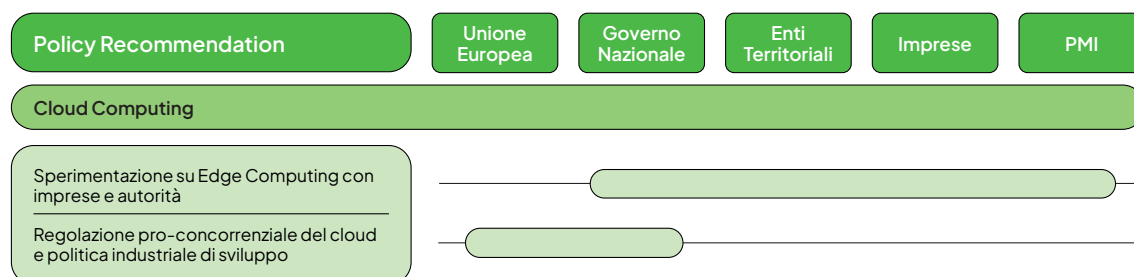 Policy Recommendation
Unione
Europea
Governo
Nazionale
Enti
Territoriali
Imprese
PMI
Cloud Computing
Sperimentazione su Edge Computing con
imprese e autorità
Regolazione pro-concorrenziale del cloud
e politica industriale di sviluppo